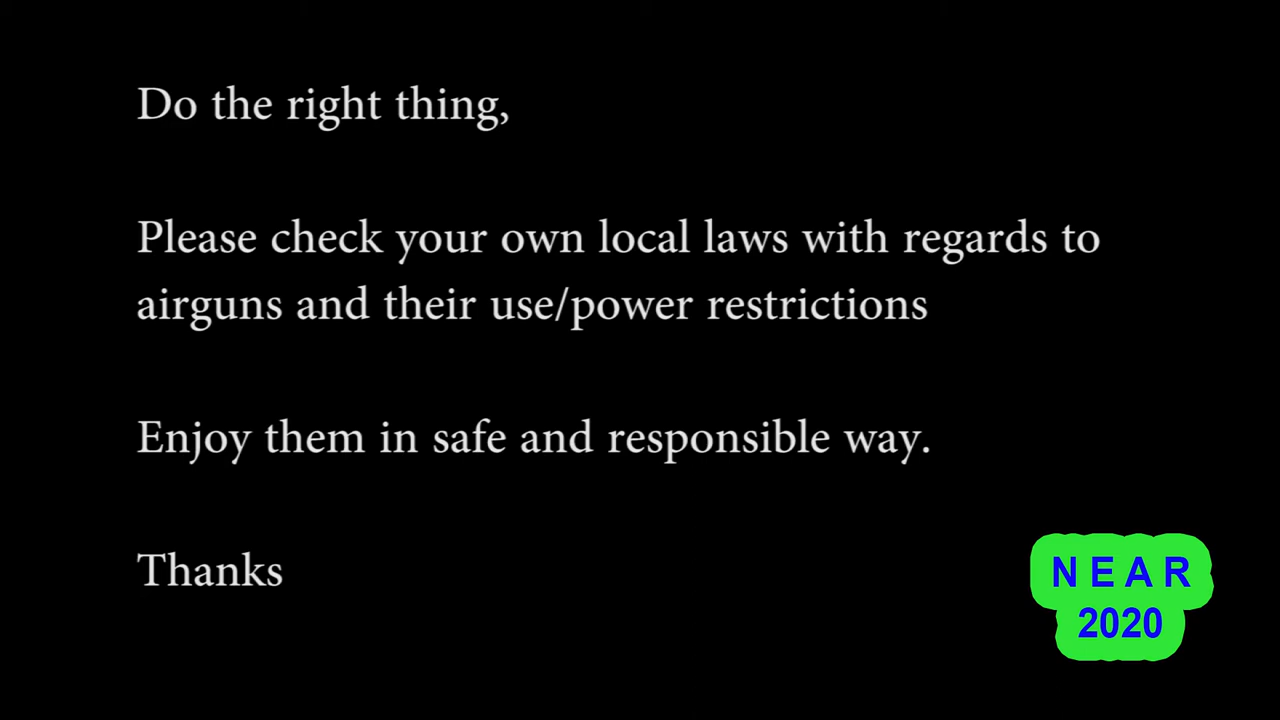 Do the right thing,
Please check your own local laws with regards to
airguns and their use/power restrictions
Enjoy them in safe and responsible way.
Thanks
N E A R
2020